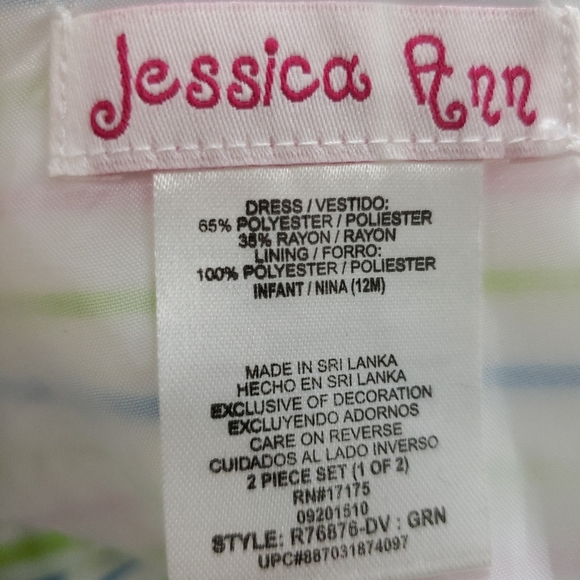 Jessica Ann
DRESS / VESTIDO:
65% POLYESTER / POLIESTER
35% RAYON / RAYON
LINING / FORRO:
100% POLYESTER / POLIESTER
INFANT / NINA (12M)
MADE IN SRI LANKA
HECHO EN SRI LANKA
EXCLUSIVE OF DECORATION
EXCLUYENDO ADORNOS
CARE ON REVERSE
CUIDADOS AL LADO INVERSO
2 PIECE SET (1 OF 2)
RN#17175
09201510
STYLE: R76876-DV : GRN
UPC#887031874097